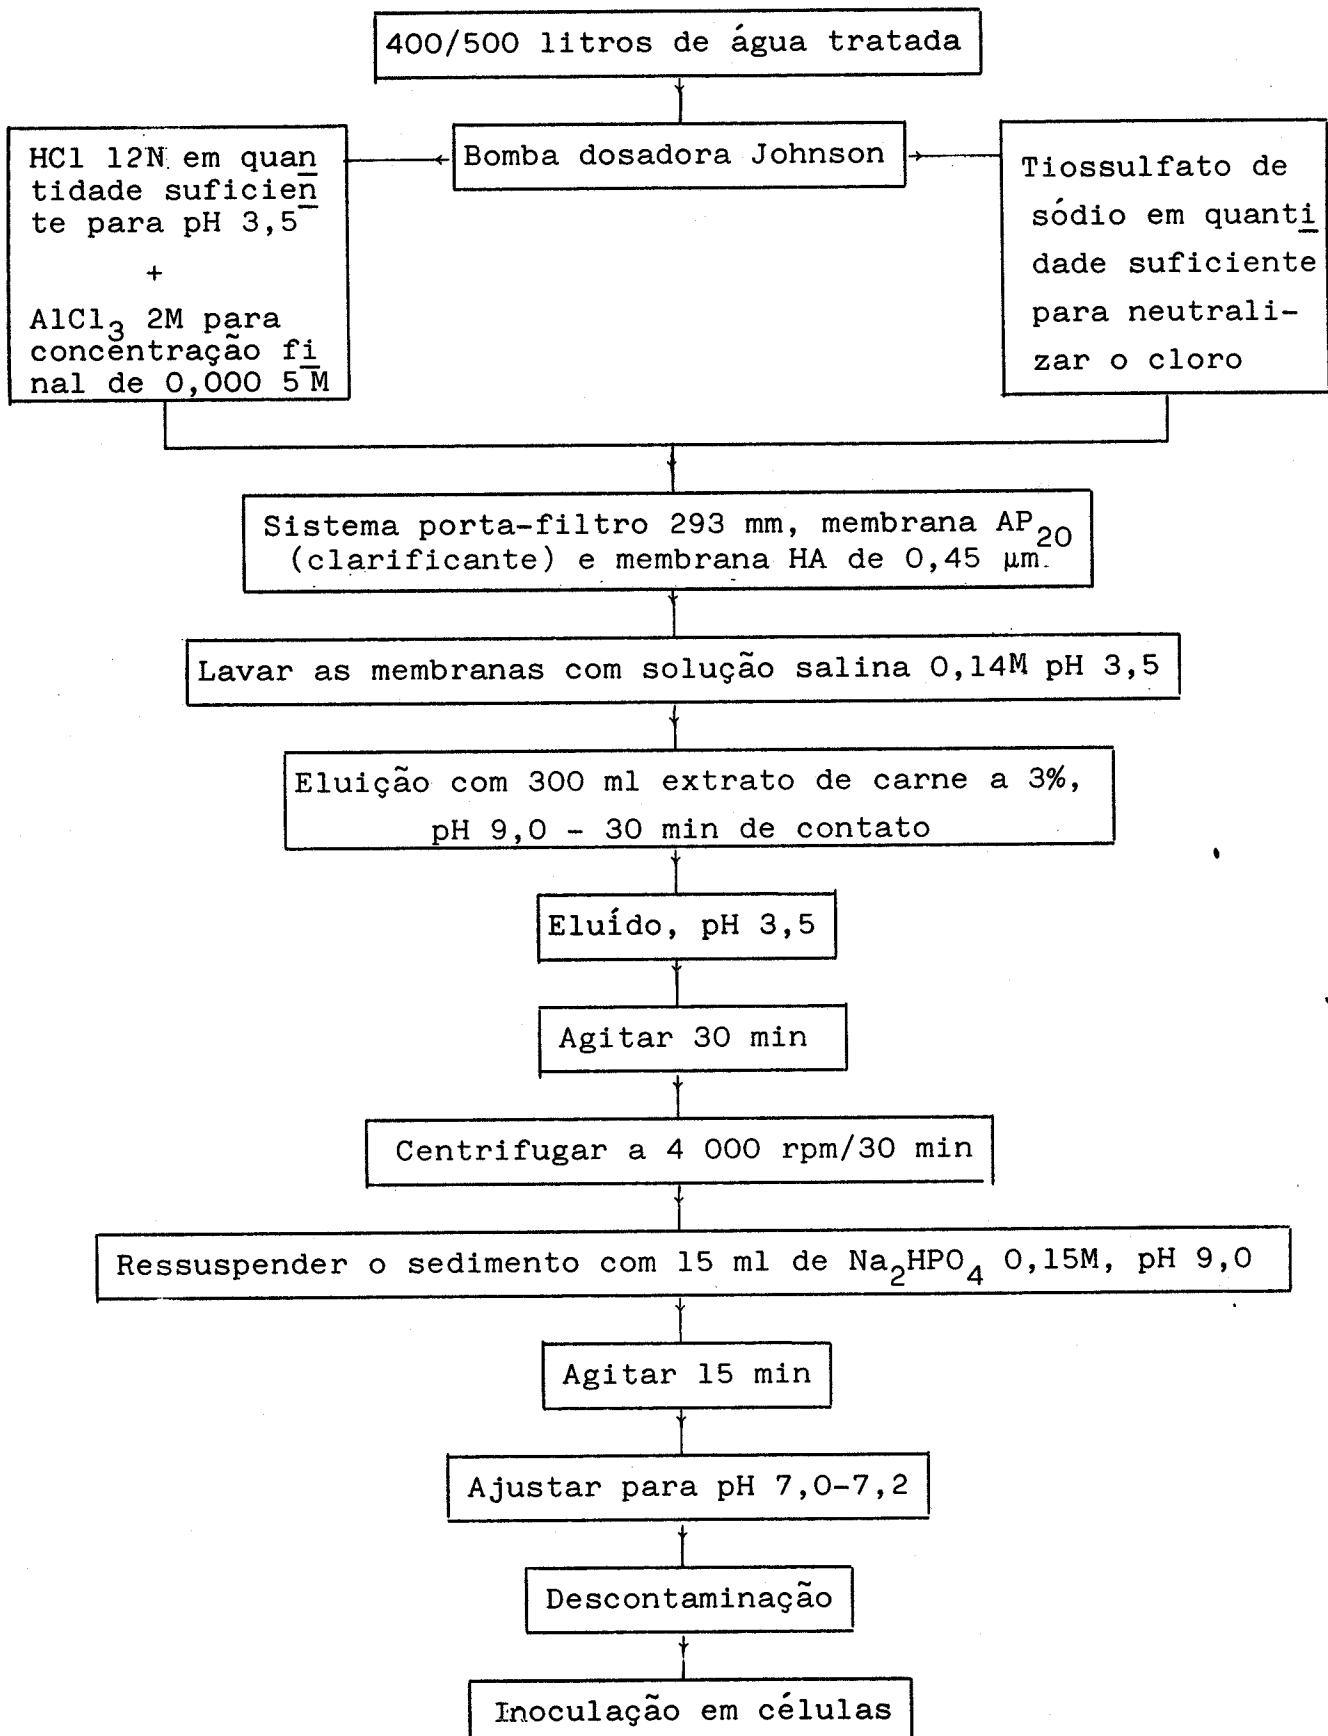 400/500 litros de água tratada
HCl 12N em quan
tidade suficien
te para pH 3,5
+
AlCl3 2M para
concentração fi
nal de 0,000 5 M
Bomba dosadora Johnson
Tiossulfato de
sódio em quanti
dade suficiente
para neutrali-
zar o cloro
Sistema porta-filtro 293 mm, membrana AP20
(clarificante) e membrana HA de 0,45 µm.
Lavar as membranas com solução salina 0,14M pH 3,5
Eluição com 300 ml extrato de carne a 3%,
pH 9,0 - 30 min de contato
Eluído, pH 3,5
Agitar 30 min
Centrifugar a 4 000 rpm/30 min
Ressuspender o sedimento com 15 ml de Na2HPO4 0,15M, pH 9,0
Agitar 15 min
Ajustar para pH 7,0-7,2
Descontaminação
Inoculação em células